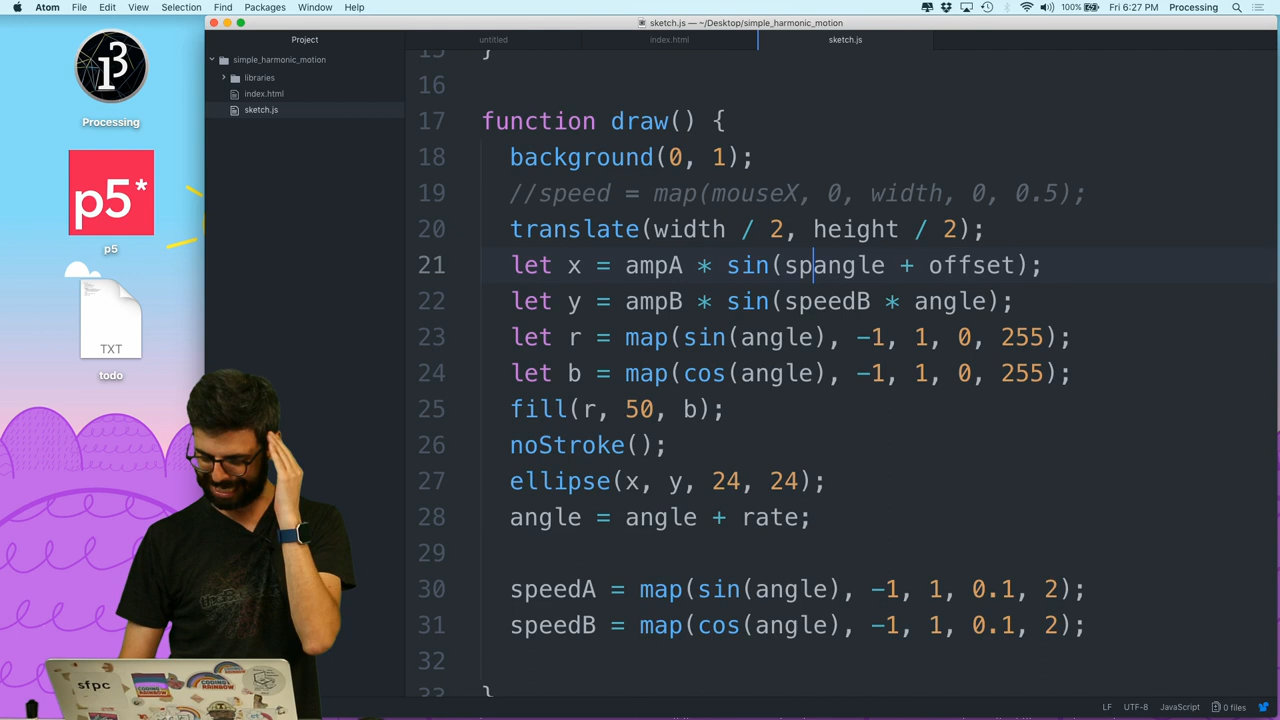 Atom File Edit View Selection Find Packages Window Help
100% Fri 6:27 PM Processing
sketch.js — ~/Desktop/simple_harmonic_motion
Project untitled index.html sketch.js
simple_harmonic_motion
libraries
index.html
sketch.js
Processing
p5*
p5
TXT
todo
15 }
16
17 function draw() {
18 background(0, 1);
19 //speed = map(mouseX, 0, width, 0, 0.5);
20 translate(width / 2, height / 2);
21 let x = ampA * sin(spangle + offset);
22 let y = ampB * sin(speedB * angle);
23 let r = map(sin(angle), -1, 1, 0, 255);
24 let b = map(cos(angle), -1, 1, 0, 255);
25 fill(r, 50, b);
26 noStroke();
27 ellipse(x, y, 24, 24);
28 angle = angle + rate;
29
30 speedA = map(sin(angle), -1, 1, 0.1, 2);
31 speedB = map(cos(angle), -1, 1, 0.1, 2);
32
33 }
LF UTF-8 JavaScript 0 files
sfpc
CODING RAINBOW